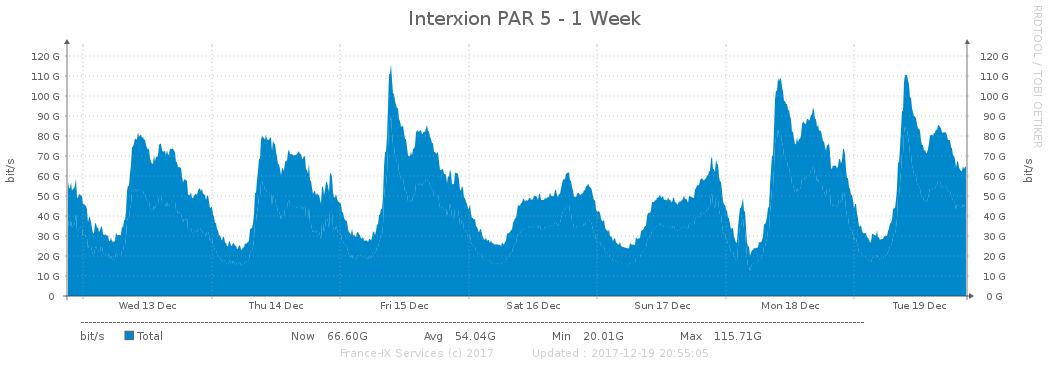 Interxion PAR 5 - 1 Week
RRDTOOL / TOBI OETIKER
bit/s
120 G 120 G
110 G 110 G
100 G 100 G
90 G 90 G
80 G 80 G
70 G 70 G
60 G 60 G
50 G 50 G
40 G 40 G
30 G 30 G
20 G 20 G
10 G 10 G
0 0 G
bit/s
Wed 13 Dec Thu 14 Dec Fri 15 Dec Sat 16 Dec Sun 17 Dec Mon 18 Dec Tue 19 Dec
bit/s Total Now 66.60G Avg 54.04G Min 20.01G Max 115.71G
France-IX Services (c) 2017 Updated : 2017-12-19 20:55:05